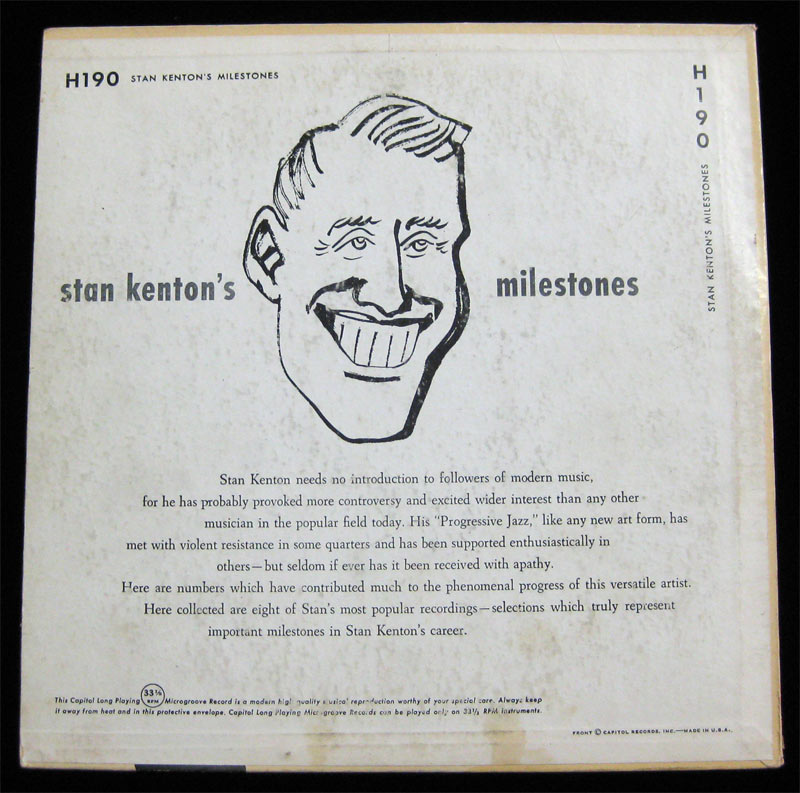 H190 STAN KENTON'S MILESTONES
H190 STAN KENTON'S MILESTONES
stan kenton's milestones
Stan Kenton needs no introduction to followers of modern music,
for he has probably provoked more controversy and excited wider interest than any other
musician in the popular field today. His "Progressive Jazz," like any new art form, has
met with violent resistance in some quarters and has been supported enthusiastically in
others—but seldom if ever has it been received with apathy.
Here are numbers which have contributed much to the phenomenal progress of this versatile artist.
Here collected are eight of Stan's most popular recordings—selections which truly represent
important milestones in Stan Kenton's career.
This Capitol Long Playing 33⅓ RPM Microgroove Record is a modern high quality musical reproduction worthy of your special care. Always keep
it away from heat and in this protective envelope. Capitol Long Playing Microgroove Records can be played only on 33⅓ RPM instruments.
FRONT © CAPITOL RECORDS, INC.—MADE IN U.S.A.